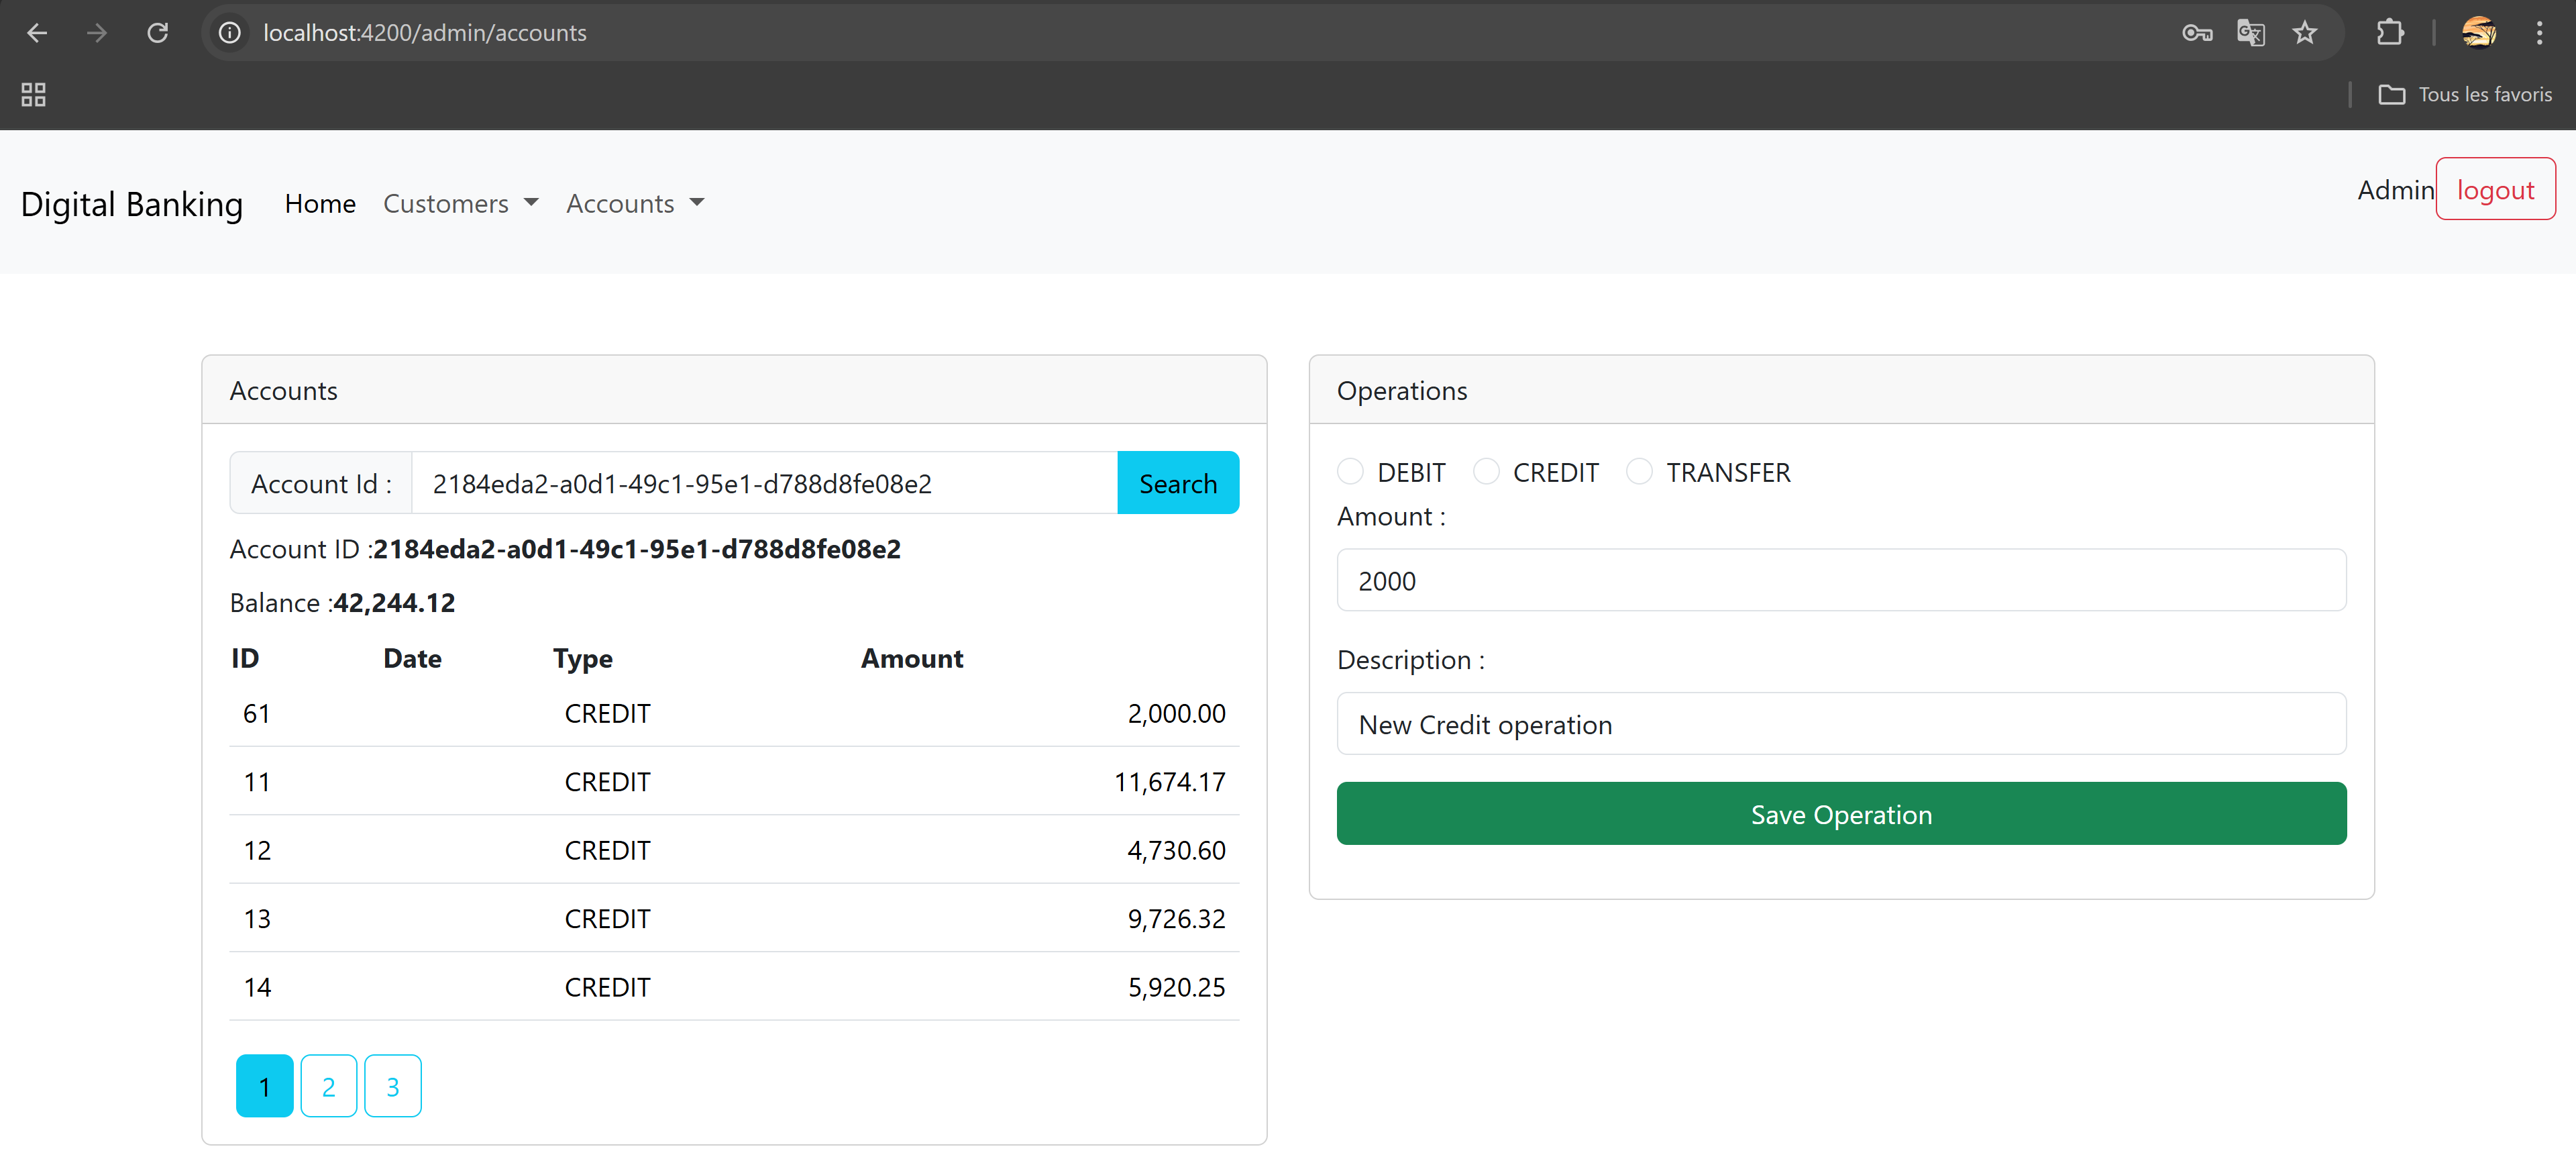 localhost:4200/admin/accounts
Tous les favoris
Digital Banking Home Customers Accounts Admin logout
Accounts
Account Id : 2184eda2-a0d1-49c1-95e1-d788d8fe08e2 Search
Account ID :2184eda2-a0d1-49c1-95e1-d788d8fe08e2
Balance :42,244.12
ID Date Type Amount
61 CREDIT 2,000.00
11 CREDIT 11,674.17
12 CREDIT 4,730.60
13 CREDIT 9,726.32
14 CREDIT 5,920.25
1 2 3
Operations
DEBIT CREDIT TRANSFER
Amount :
2000
Description :
New Credit operation
Save Operation